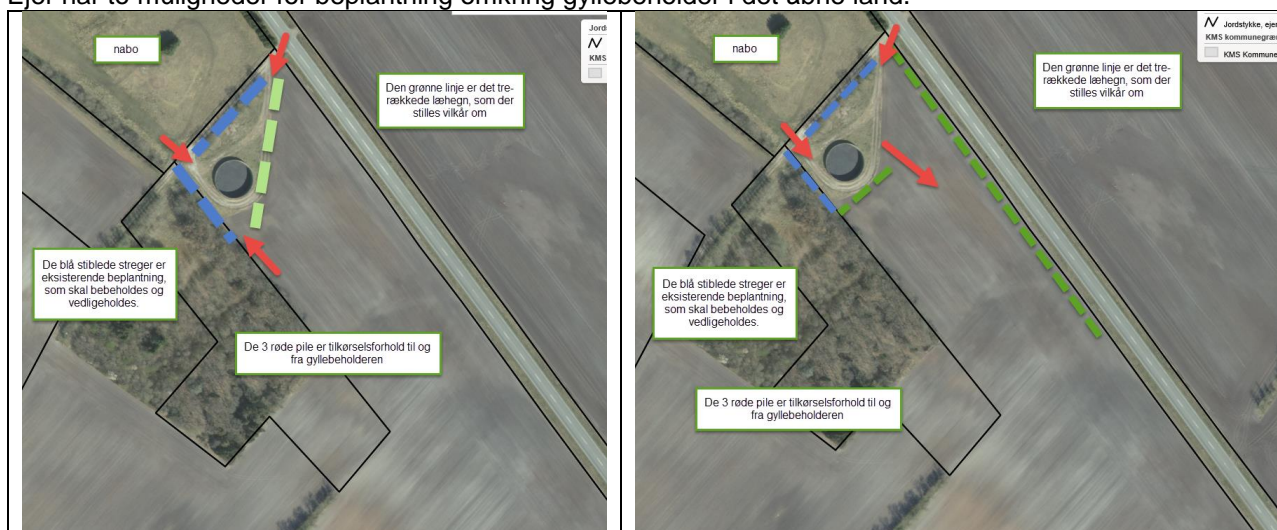 Ejer har to muligheder for beplantning omkring gyllebeholder i det åbne land.
nabo
Jords
KMS
Den grønne linje er det tre-
rækkede læhegn, som der
stilles vilkår om
De blå stiblede streger er
eksisterende beplantning,
som skal bebeholdes og
vedligeholdes.
De 3 røde pile er tilkørselsforhold til og
fra gyllebeholderen
nabo
Jordstykke, ejer
KMS kommunegræ
KMS Kommune
Den grønne linje er det tre-
rækkede læhegn, som der
stilles vilkår om
De blå stiblede streger er
eksisterende beplantning,
som skal bebeholdes og
vedligeholdes.
De 3 røde pile er tilkørselsforhold til og
fra gyllebeholderen